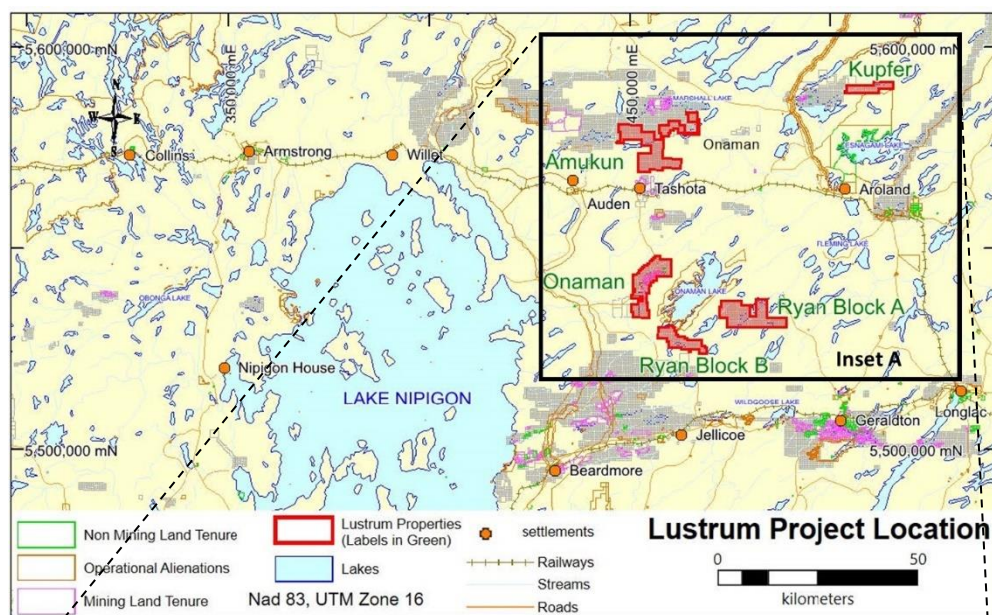 5,600,000 mN
350,000 mE
450,000 mE
5,600,000 mN
Kupfer
N
W
E
S
MARSHALL LAKE
Onaman
ESNAGAMI LAKE
Collins
Armstrong
Willet
Amukun
Auden
Tashota
Aroland
FLEMING LAKE
Onaman
ONAMAN LAKE
OBONGA LAKE
Ryan Block A
Ryan Block B
Inset A
Nipigon House
LAKE NIPIGON
WILDGOOSE LAKE
Longlac
Geraldton
Jellicoe
5,500,000 mN
5,500,000 mN
Beardmore
Non Mining Land Tenure
Operational Alienations
Mining Land Tenure
Lustrum Properties
(Labels in Green)
Lakes
Nad 83, UTM Zone 16
settlements
Railways
Streams
Roads
Lustrum Project Location
0
50
kilometers